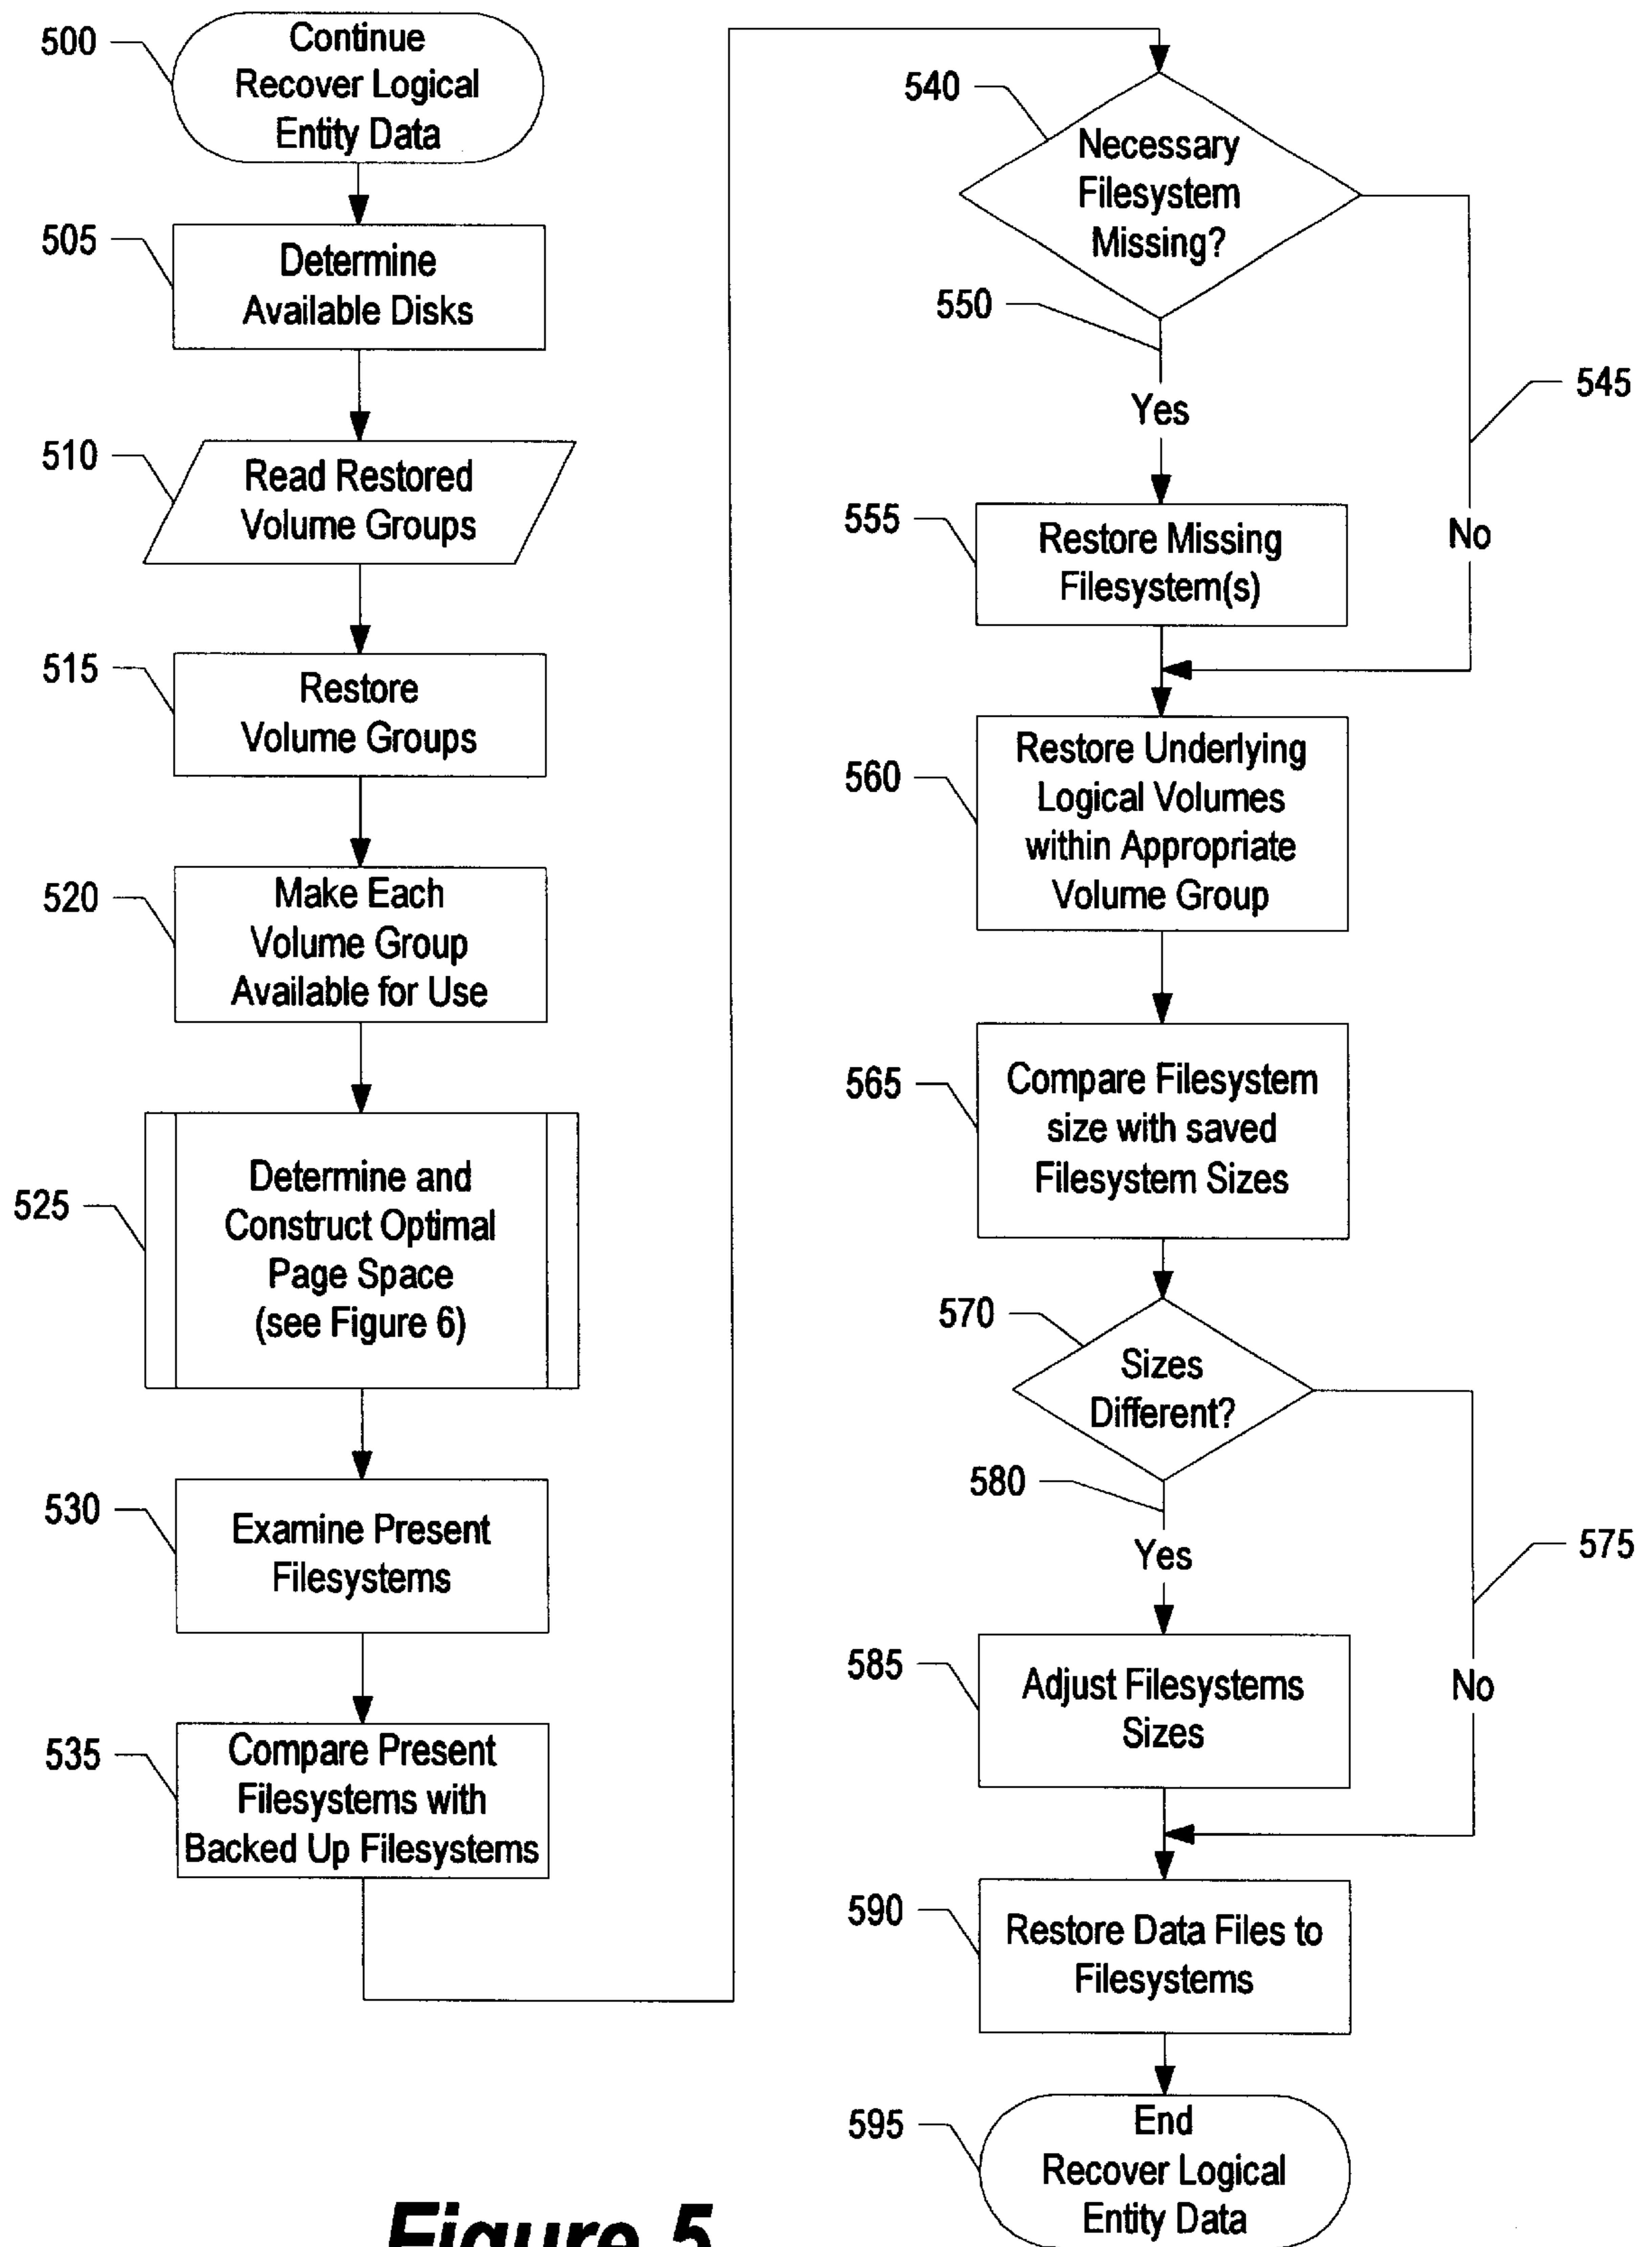 500
Continue
Recover Logical
Entity Data
505
Determine
Available Disks
510
Read Restored
Volume Groups
515
Restore
Volume Groups
520
Make Each
Volume Group
Available for Use
525
Determine and
Construct Optimal
Page Space
(see Figure 6)
530
Examine Present
Filesystems
535
Compare Present
Filesystems with
Backed Up Filesystems
540
Necessary
Filesystem
Missing?
550
Yes
545
No
555
Restore Missing
Filesystem(s)
560
Restore Underlying
Logical Volumes
within Appropriate
Volume Group
565
Compare Filesystem
size with saved
Filesystem Sizes
570
Sizes
Different?
580
Yes
575
No
585
Adjust Filesystems
Sizes
590
Restore Data Files to
Filesystems
595
End
Recover Logical
Entity Data
Figure 5